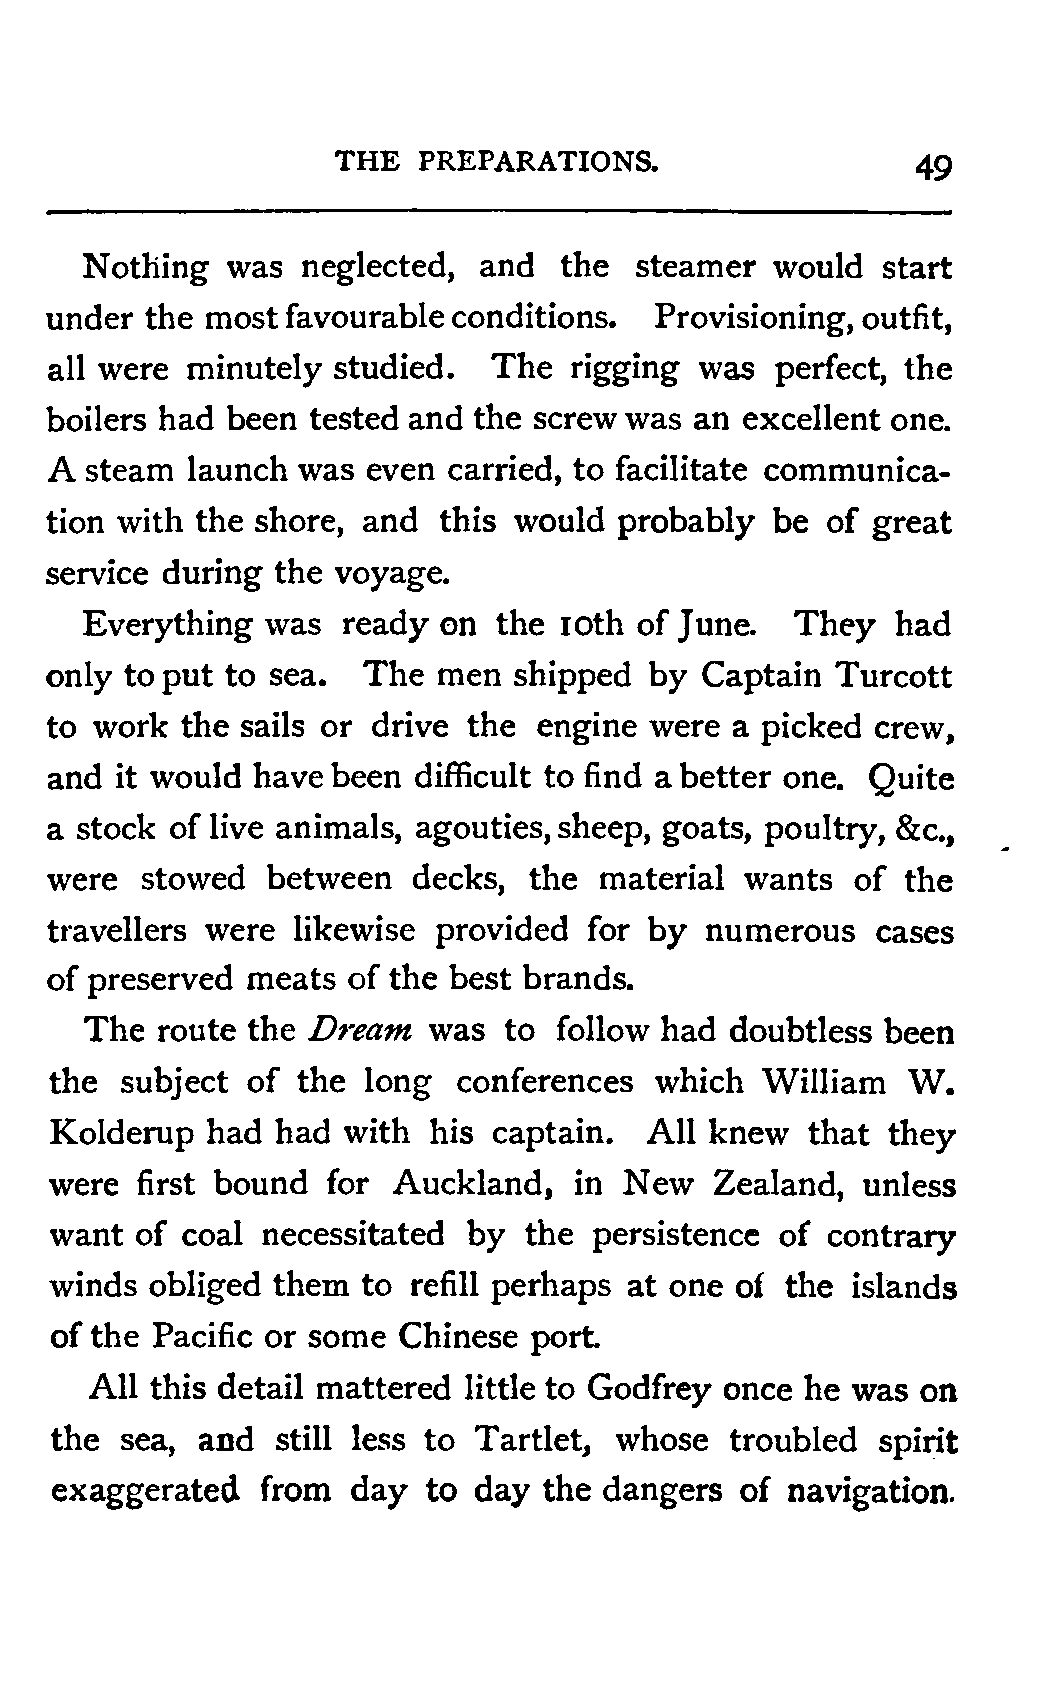 THE PREPARATIONS. 49
Nothing was neglected, and the steamer would start
under the most favourable conditions. Provisioning, outfit,
all were minutely studied. The rigging was perfect, the
boilers had been tested and the screw was an excellent one.
A steam launch was even carried, to facilitate communica-
tion with the shore, and this would probably be of great
service during the voyage.
Everything was ready on the 10th of June. They had
only to put to sea. The men shipped by Captain Turcott
to work the sails or drive the engine were a picked crew,
and it would have been difficult to find a better one. Quite
a stock of live animals, agouties, sheep, goats, poultry, &c.,
were stowed between decks, the material wants of the
travellers were likewise provided for by numerous cases
of preserved meats of the best brands.
The route the Dream was to follow had doubtless been
the subject of the long conferences which William W.
Kolderup had had with his captain. All knew that they
were first bound for Auckland, in New Zealand, unless
want of coal necessitated by the persistence of contrary
winds obliged them to refill perhaps at one of the islands
of the Pacific or some Chinese port.
All this detail mattered little to Godfrey once he was on
the sea, and still less to Tartlet, whose troubled spirit
exaggerated from day to day the dangers of navigation.